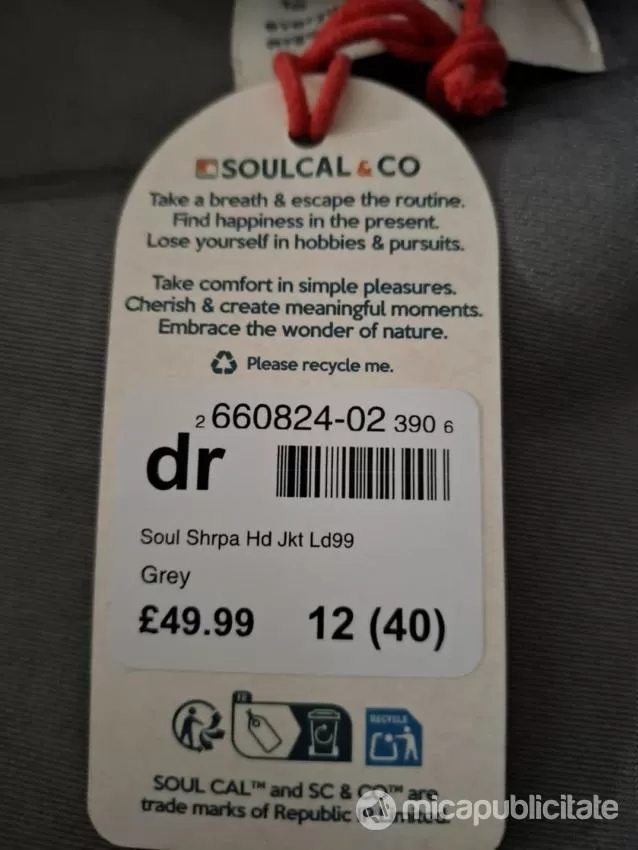 SOULCAL & CO
Take a breath & escape the routine.
Find happiness in the present.
Lose yourself in hobbies & pursuits.
Take comfort in simple pleasures.
Cherish & create meaningful moments.
Embrace the wonder of nature.
Please recycle me.
2 660824-02 390 6
dr
Soul Shrpa Hd Jkt Ld99
Grey
£49.99 12 (40)
FR
RECYCLE
SOUL CAL™ and SC & CO™ are
trade marks of Republic
micapublicitate